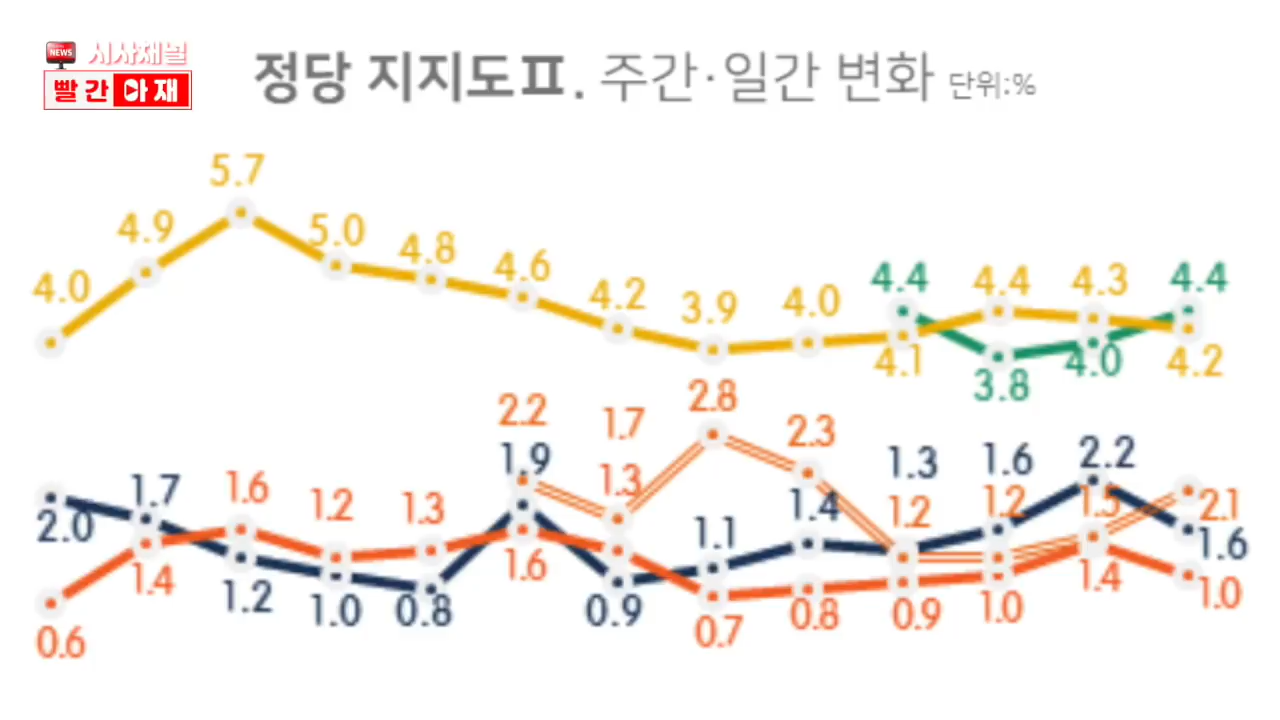 NEWS 시사채널
빨간아재
정당 지지도Ⅱ. 주간·일간 변화 단위:%
5.7
4.9 5.0 4.8 4.6
4.0 4.2 3.9 4.0 4.4 4.4 4.3 4.4
4.1 3.8 4.0 4.2
2.2 1.7 2.8 2.3
1.7 1.6 1.2 1.3 1.9 1.3 1.4 1.3 1.6 2.2
2.0 1.1 1.2 1.2 1.5 2.1
1.4 1.6 1.4 1.6
1.2 1.0 0.8 0.9 0.8 0.9 1.0 1.0
0.6 0.7